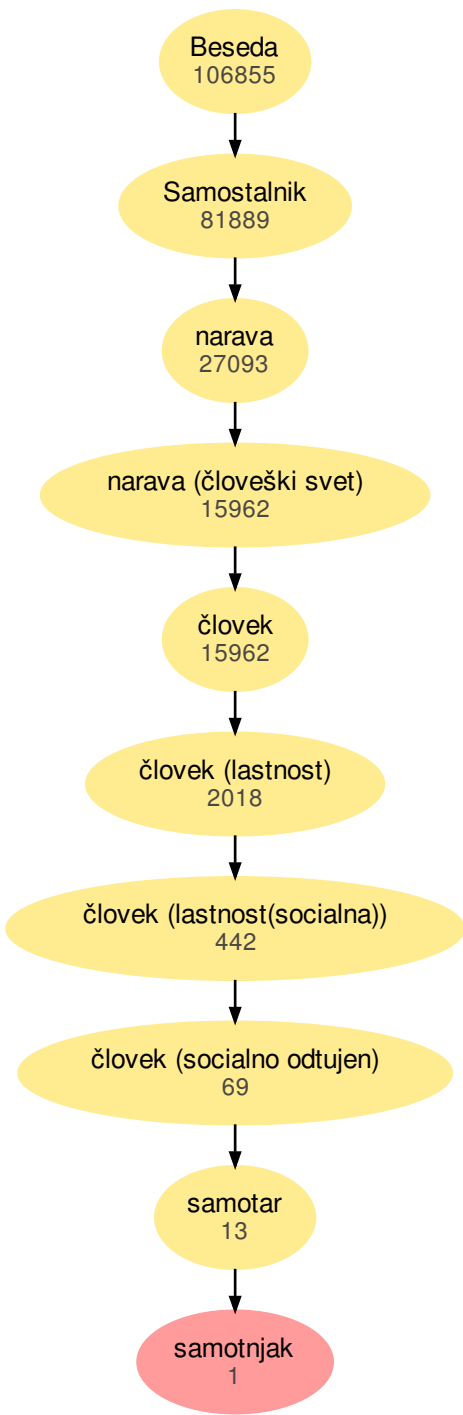 Beseda
106855
Samostalnik
81889
narava
27093
narava (človeški svet)
15962
človek
15962
človek (lastnost)
2018
človek (lastnost(socialna))
442
človek (socialno odtujen)
69
samotar
13
samotnjak
1